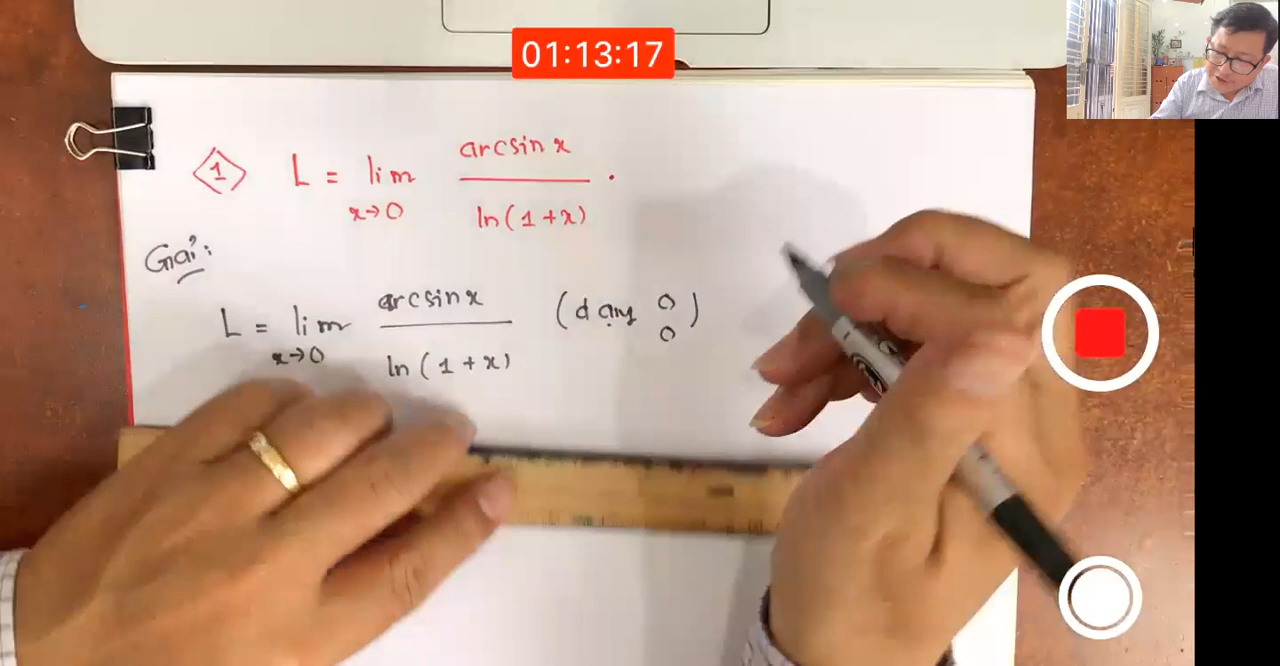 01:13:17
1 L = lim x→0 arcsin x / ln(1+x) .
Giải:
L = lim x→0 arcsin x / ln(1+x) (dạng 0/0)